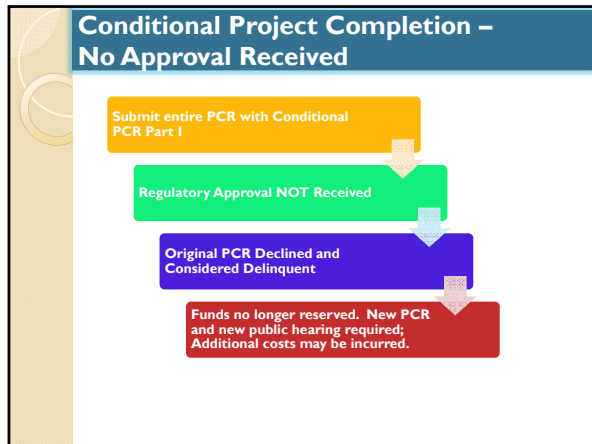 Conditional Project Completion –
No Approval Received
Submit entire PCR with Conditional
PCR Part I
Regulatory Approval NOT Received
Original PCR Declined and
Considered Delinquent
Funds no longer reserved. New PCR
and new public hearing required;
Additional costs may be incurred.